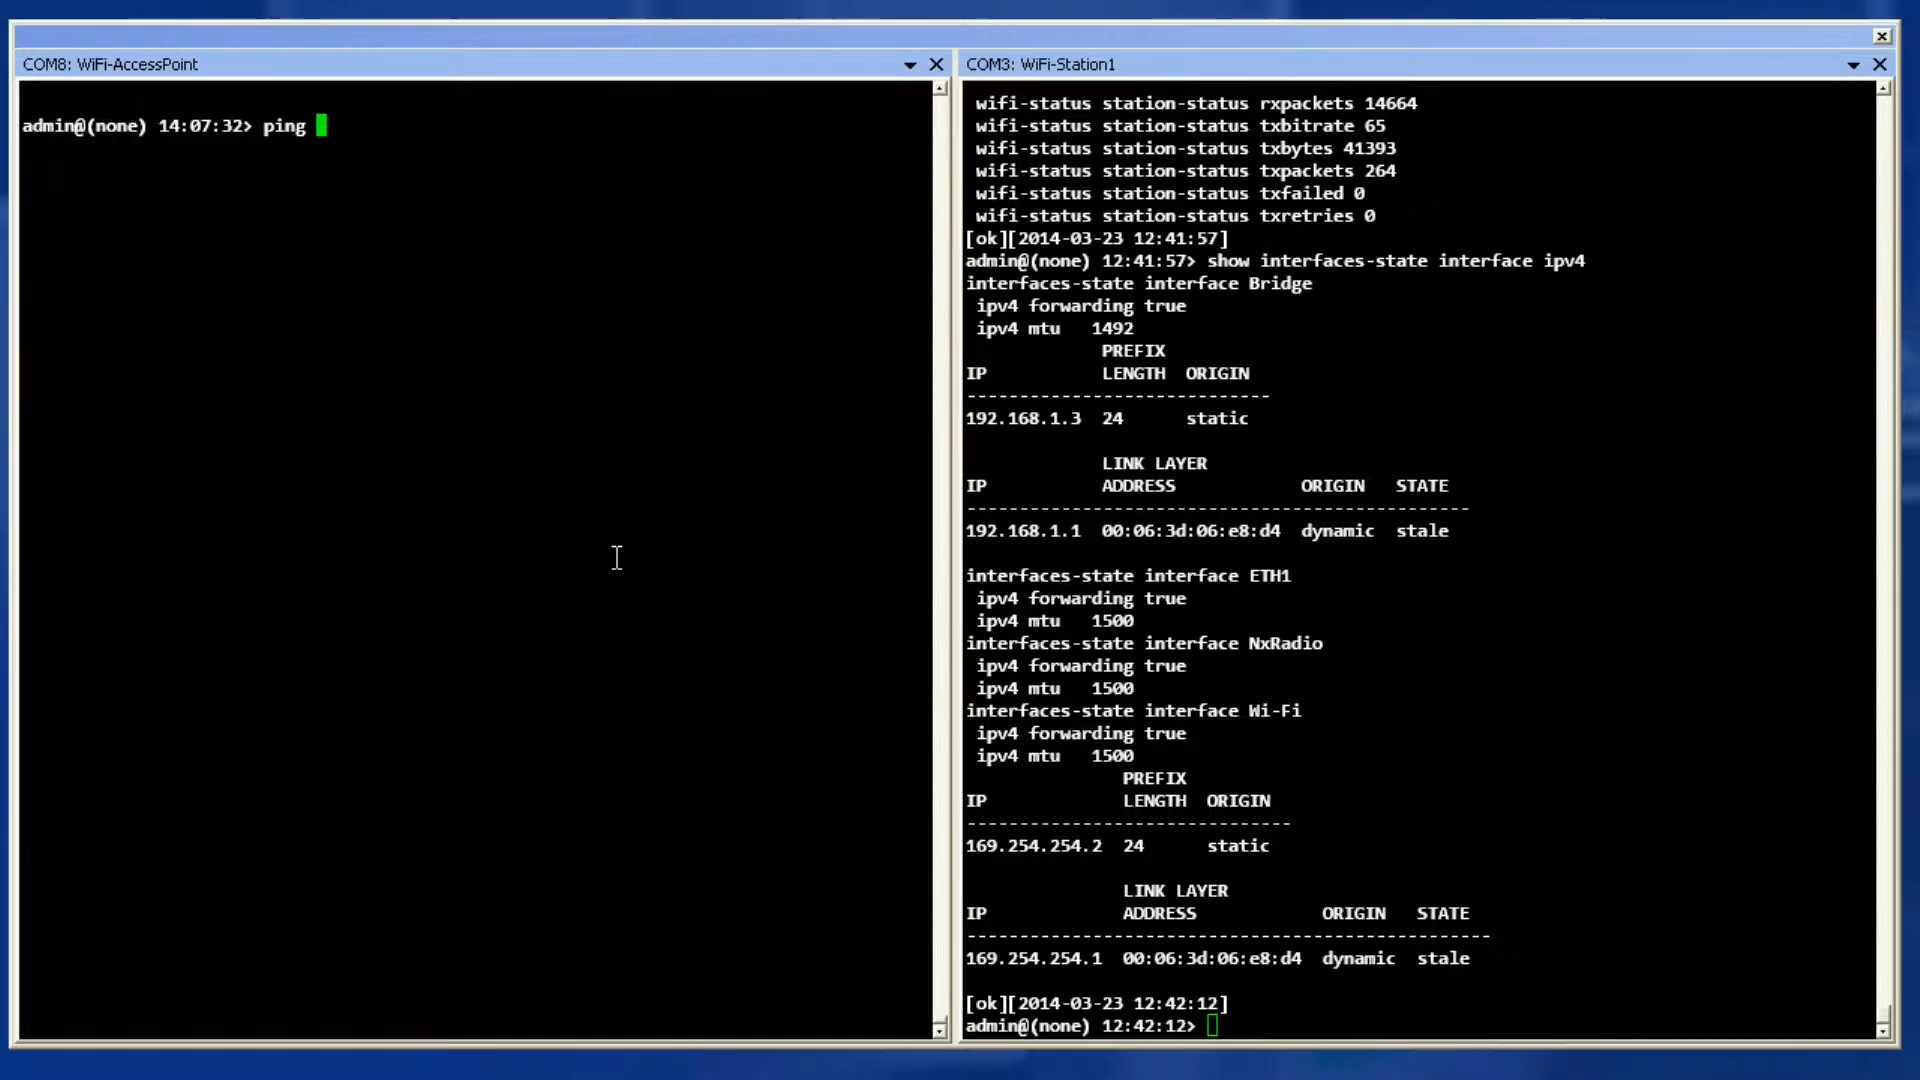 COM8: WiFi-AccessPoint
admin@(none) 14:07:32> ping
COM3: WiFi-Station1
wifi-status station-status rxpackets 14664
wifi-status station-status txbitrate 65
wifi-status station-status txbytes 41393
wifi-status station-status txpackets 264
wifi-status station-status txfailed 0
wifi-status station-status txretries 0
[ok][2014-03-23 12:41:57]
admin@(none) 12:41:57> show interfaces-state interface ipv4
interfaces-state interface Bridge
ipv4 forwarding true
ipv4 mtu   1492
PREFIX
IP           LENGTH  ORIGIN
-----------------------------
192.168.1.3  24      static
LINK LAYER
IP           ADDRESS            ORIGIN   STATE
------------------------------------------------
192.168.1.1  00:06:3d:06:e8:d4  dynamic  stale
interfaces-state interface ETH1
ipv4 forwarding true
ipv4 mtu   1500
interfaces-state interface NxRadio
ipv4 forwarding true
ipv4 mtu   1500
interfaces-state interface Wi-Fi
ipv4 forwarding true
ipv4 mtu   1500
PREFIX
IP             LENGTH  ORIGIN
-------------------------------
169.254.254.2  24      static
LINK LAYER
IP             ADDRESS            ORIGIN   STATE
--------------------------------------------------
169.254.254.1  00:06:3d:06:e8:d4  dynamic  stale
[ok][2014-03-23 12:42:12]
admin@(none) 12:42:12>